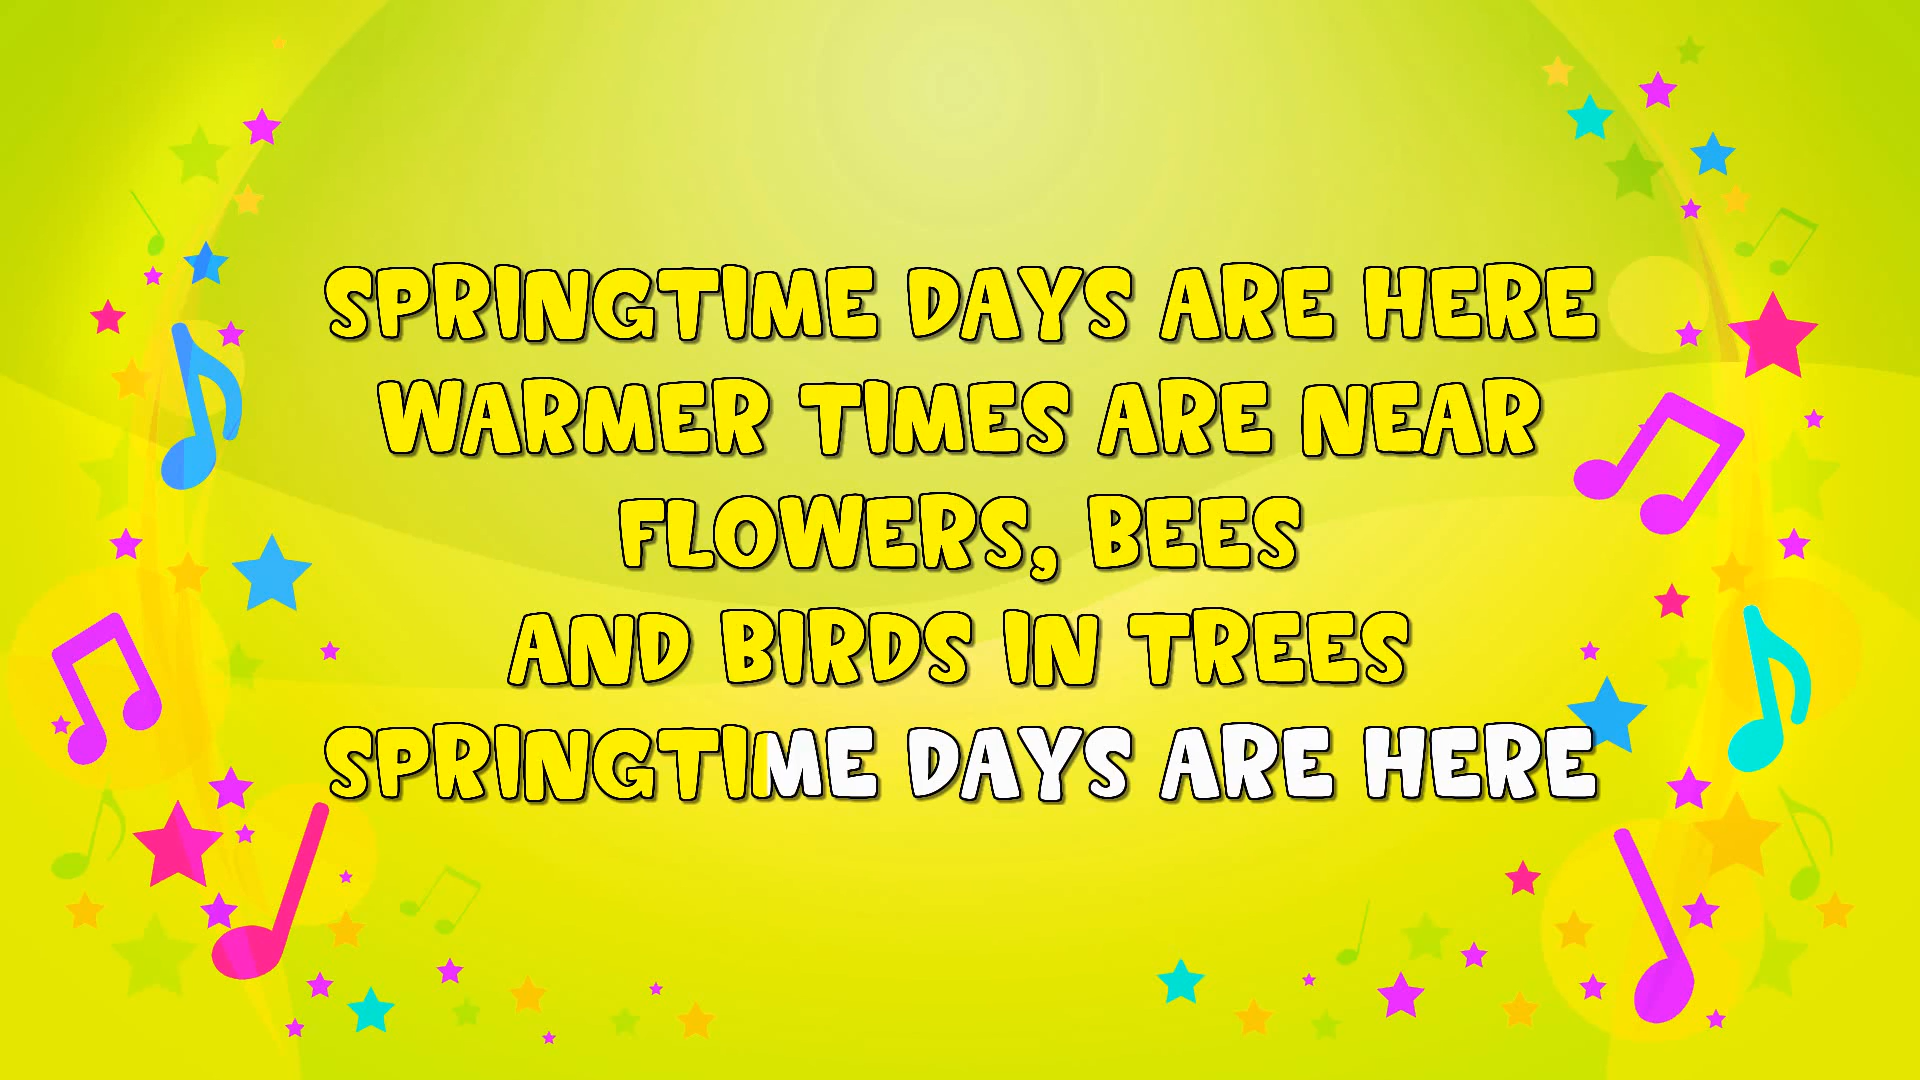 SPRINGTIME DAYS ARE HERE
WARMER TIMES ARE NEAR
FLOWERS, BEES
AND BIRDS IN TREES
SPRINGTIME DAYS ARE HERE